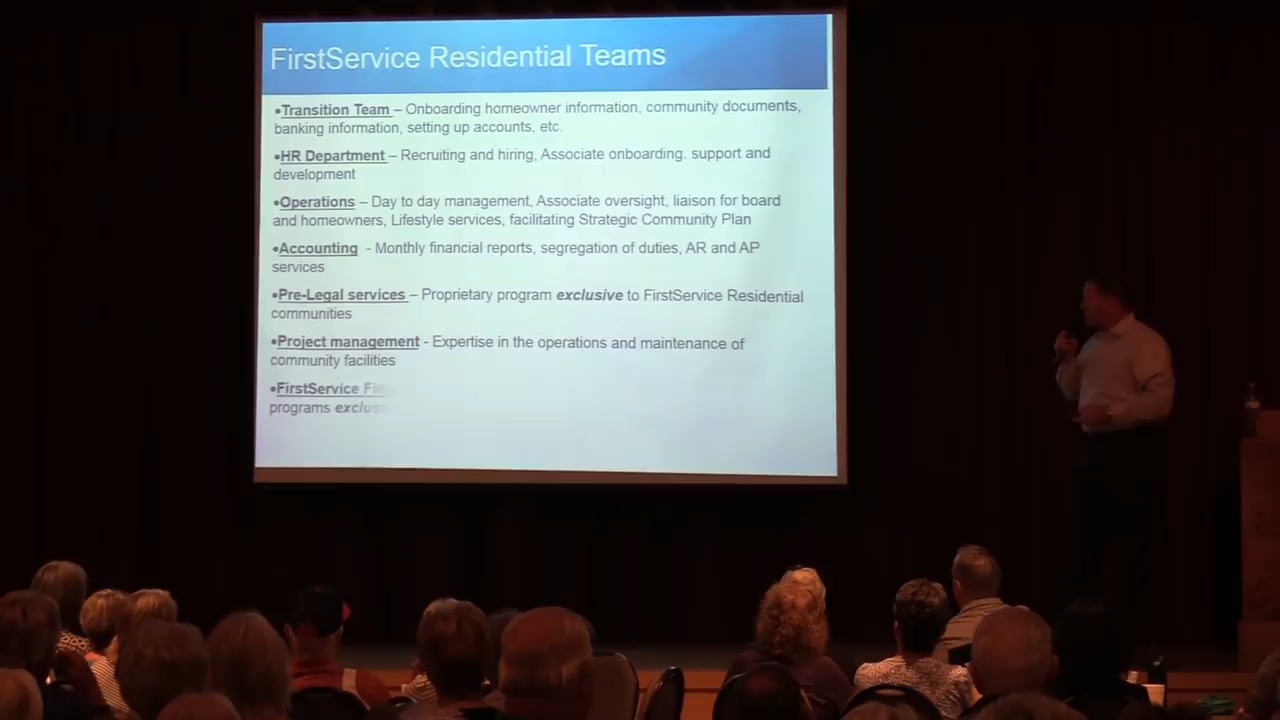 FirstService Residential Teams
•Transition Team – Onboarding homeowner information, community documents,
banking information, setting up accounts, etc.
•HR Department – Recruiting and hiring, Associate onboarding. support and
development
•Operations – Day to day management, Associate oversight, liaison for board
and homeowners, Lifestyle services, facilitating Strategic Community Plan
•Accounting - Monthly financial reports, segregation of duties, AR and AP
services
•Pre-Legal services – Proprietary program exclusive to FirstService Residential
communities
•Project management - Expertise in the operations and maintenance of
community facilities
•FirstService
programs